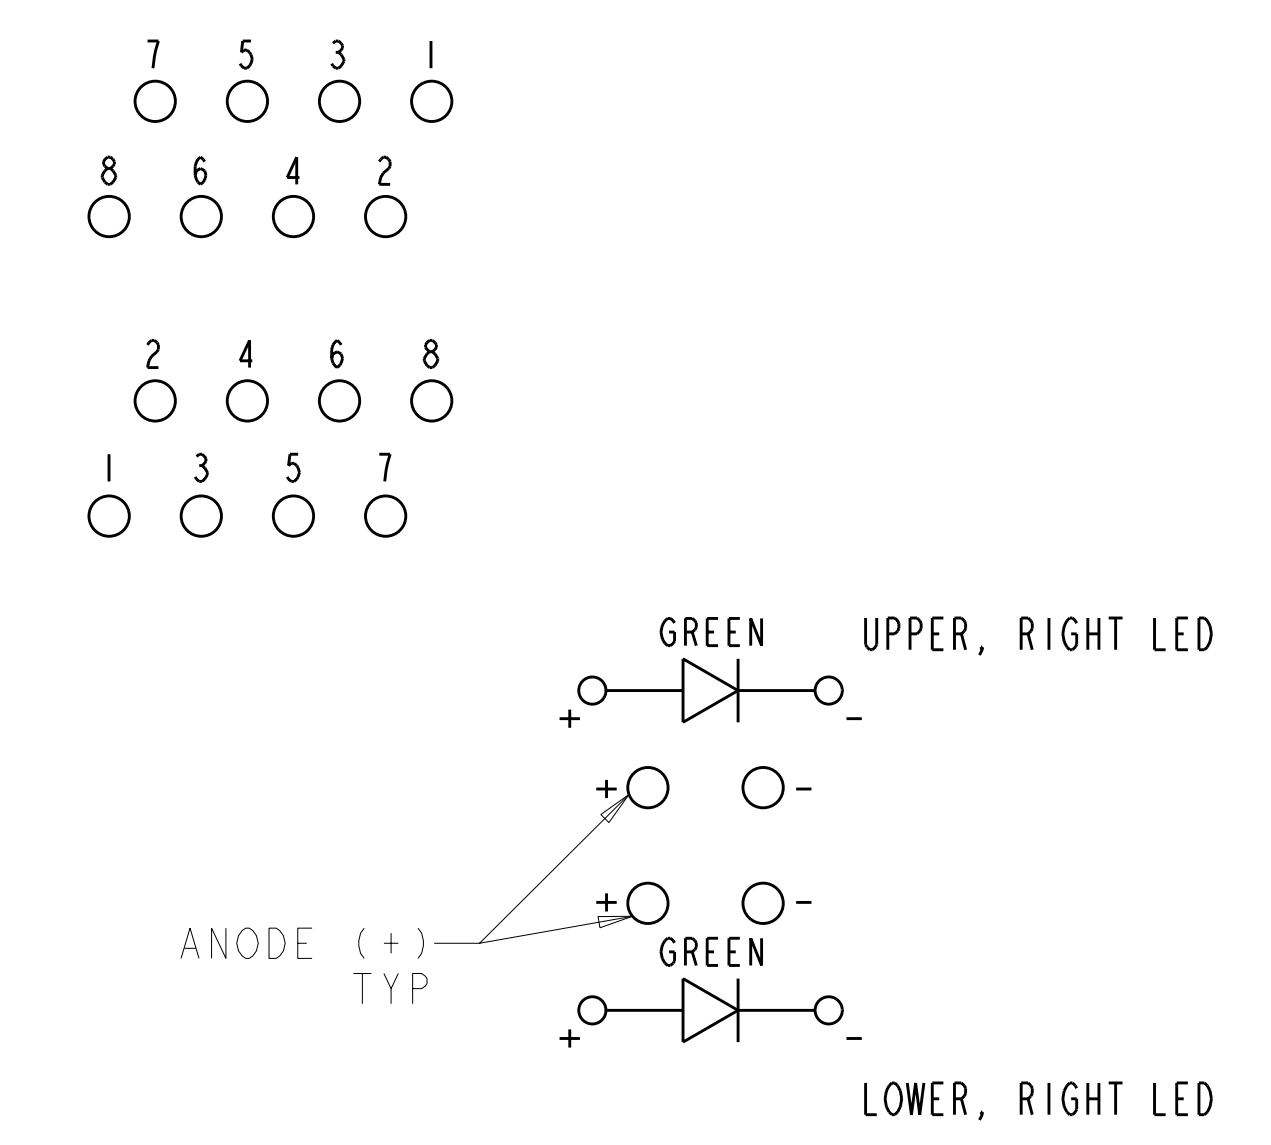 7 5 3 1
8 6 4 2
2 4 6 8
1 3 5 7
GREEN UPPER, RIGHT LED
+ -
+ -
+ -
ANODE (+)
TYP
GREEN
+ -
LOWER, RIGHT LED